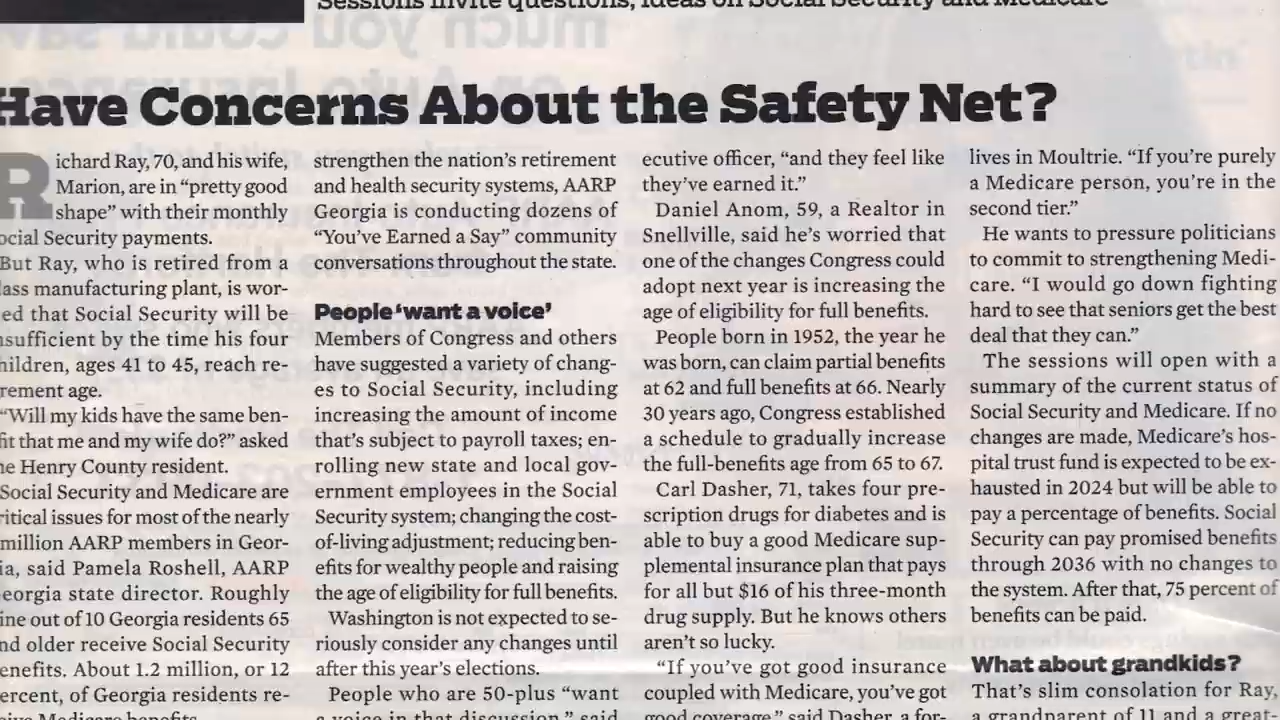 Sessions invite questions, ideas on Social Security and Medicare
Have Concerns About the Safety Net?
Richard Ray, 70, and his wife,
Marion, are in “pretty good
shape” with their monthly
ocial Security payments.
But Ray, who is retired from a
lass manufacturing plant, is wor-
ed that Social Security will be
nsufficient by the time his four
hildren, ages 41 to 45, reach re-
rement age.
“Will my kids have the same ben-
fit that me and my wife do?” asked
he Henry County resident.
Social Security and Medicare are
ritical issues for most of the nearly
million AARP members in Geor-
ia, said Pamela Roshell, AARP
eorgia state director. Roughly
ine out of 10 Georgia residents 65
nd older receive Social Security
enefits. About 1.2 million, or 12
ercent, of Georgia residents re-
eive Medicare benefits.
strengthen the nation’s retirement
and health security systems, AARP
Georgia is conducting dozens of
“You’ve Earned a Say” community
conversations throughout the state.
People ‘want a voice’
Members of Congress and others
have suggested a variety of chang-
es to Social Security, including
increasing the amount of income
that’s subject to payroll taxes; en-
rolling new state and local gov-
ernment employees in the Social
Security system; changing the cost-
of-living adjustment; reducing ben-
efits for wealthy people and raising
the age of eligibility for full benefits.
Washington is not expected to se-
riously consider any changes until
after this year’s elections.
People who are 50-plus “want
a voice in that discussion,” said
ecutive officer, “and they feel like
they’ve earned it.”
Daniel Anom, 59, a Realtor in
Snellville, said he’s worried that
one of the changes Congress could
adopt next year is increasing the
age of eligibility for full benefits.
People born in 1952, the year he
was born, can claim partial benefits
at 62 and full benefits at 66. Nearly
30 years ago, Congress established
a schedule to gradually increase
the full-benefits age from 65 to 67.
Carl Dasher, 71, takes four pre-
scription drugs for diabetes and is
able to buy a good Medicare sup-
plemental insurance plan that pays
for all but $16 of his three-month
drug supply. But he knows others
aren’t so lucky.
“If you’ve got good insurance
coupled with Medicare, you’ve got
good coverage,” said Dasher, a for-
lives in Moultrie. “If you’re purely
a Medicare person, you’re in the
second tier.”
He wants to pressure politicians
to commit to strengthening Medi-
care. “I would go down fighting
hard to see that seniors get the best
deal that they can.”
The sessions will open with a
summary of the current status of
Social Security and Medicare. If no
changes are made, Medicare’s hos-
pital trust fund is expected to be ex-
hausted in 2024 but will be able to
pay a percentage of benefits. Social
Security can pay promised benefits
through 2036 with no changes to
the system. After that, 75 percent of
benefits can be paid.
What about grandkids?
That’s slim consolation for Ray,
a grandparent of 11 and a great-